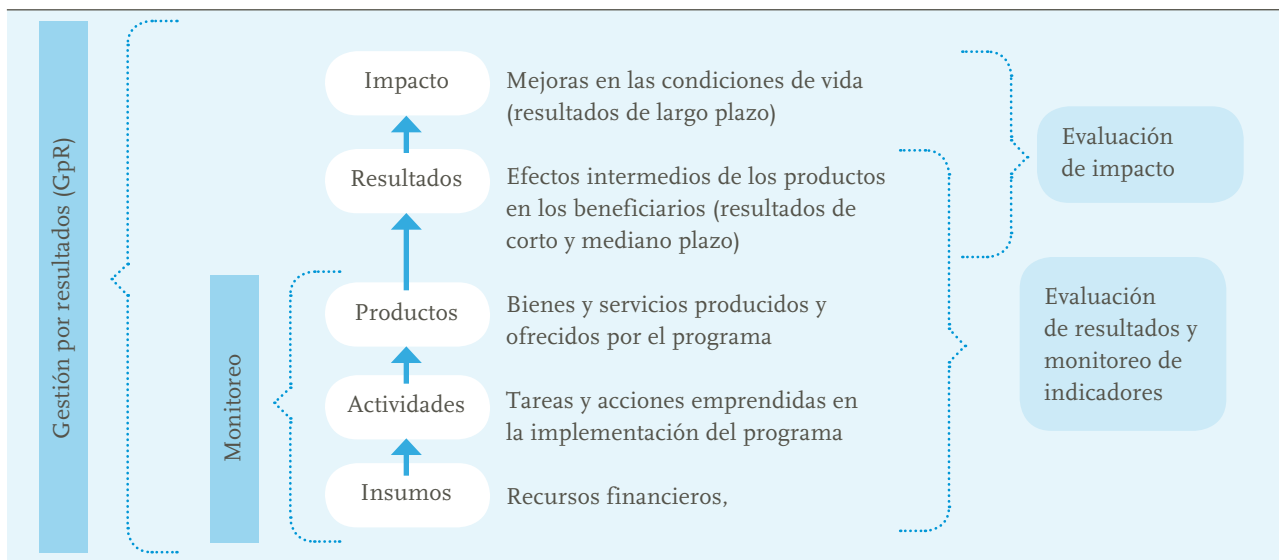 Gestión por resultados (GpR)
Monitoreo
Impacto
Mejoras en las condiciones de vida
(resultados de largo plazo)
Resultados
Efectos intermedios de los productos
en los beneficiarios (resultados de
corto y mediano plazo)
Productos
Bienes y servicios producidos y
ofrecidos por el programa
Actividades
Tareas y acciones emprendidas en
la implementación del programa
Insumos
Recursos financieros,
Evaluación
de impacto
Evaluación
de resultados y
monitoreo de
indicadores